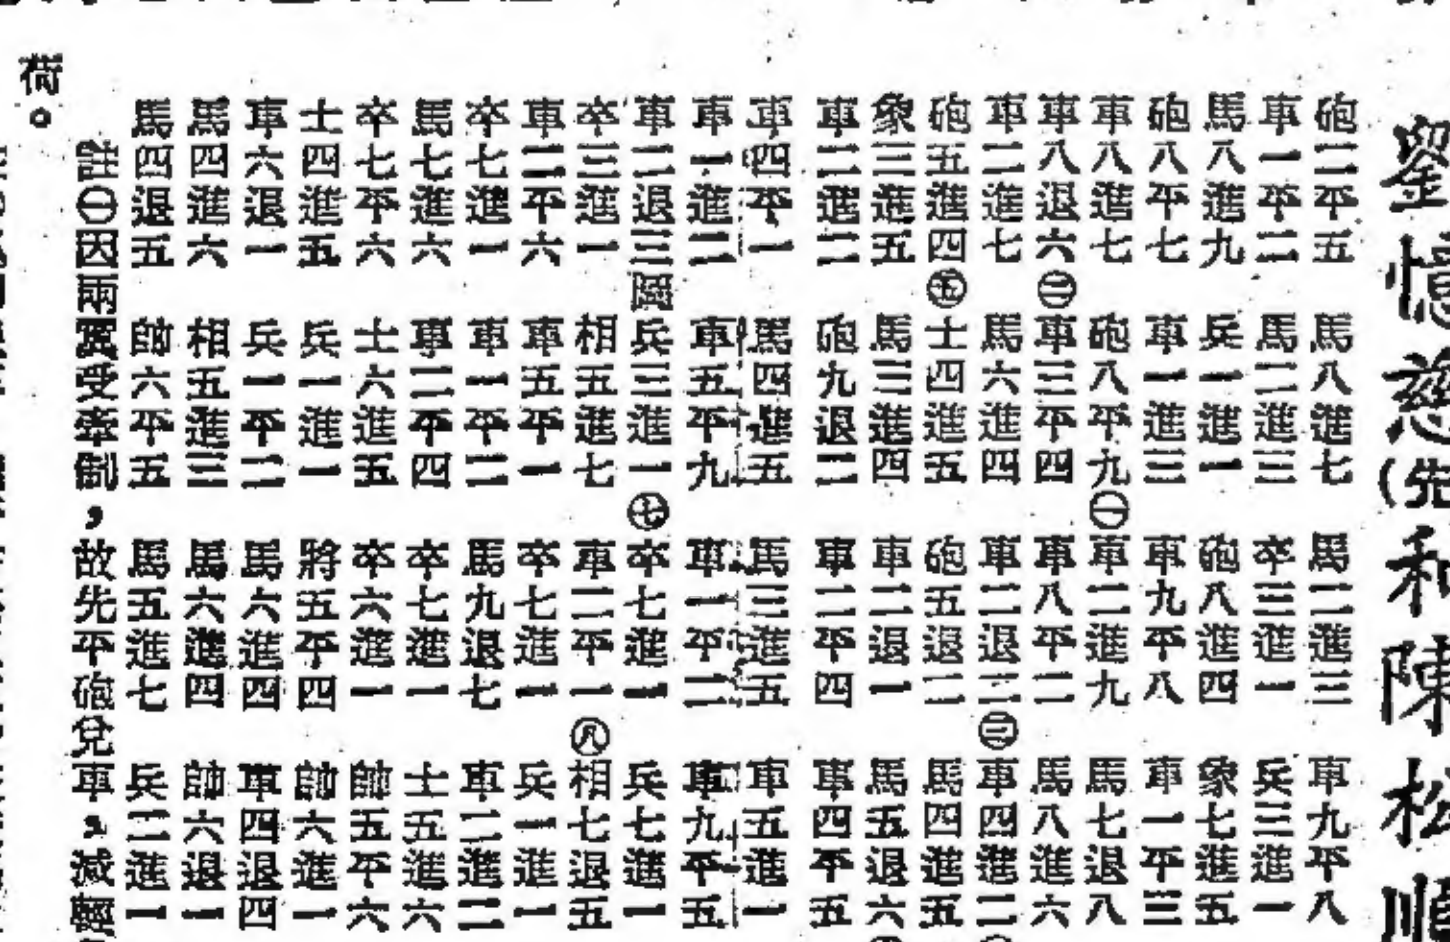 劉憶慈(先和陳松順
砲二平五 馬八進七 馬二進三 車九平八
車一平二 馬二進三 卒三進一 兵三進一
馬八進九 兵一進一 砲八進四 象七進五
砲八平七 車一進三 車九平八 車一平三
車八進七 砲八平九㊀ 車二進九 馬七退八
車八退六㊁ 車三平四 車八平二 馬八進六
車二進七 馬六進四 車二退二㊂ 車四進二
砲五進四㊄ 士四進五 砲五退二 馬四進五
象三進五 馬三進四 車二退一 馬五退六
車二進二 砲九退二 車二平四 車四平五
車四平一 馬四進五 馬三進五 車五進一
車一進二 車五平九 車一平二 車九平五
車二退三圖 兵三進一㊆ 卒七進一 兵七進一
卒三進一 相五進七 車二平一㊇ 相七退五
車二平六 車五平一 卒七進一 兵一進一
卒七進一 車一平二 馬九退七 車二進二
馬七進六 車二平四 卒七進一 士五進六
卒七平六 士六進五 卒六進一 帥五平六
士四進五 兵一進一 將五平四 帥六進一
車六退一 兵一平二 馬六進四 車四退四
馬四進六 相五進三 馬六進四 帥六退一
馬四退五 帥六平五 馬五進七 兵二進一
註㊀因兩翼受牽制，故先平砲兌車，減輕
荷。